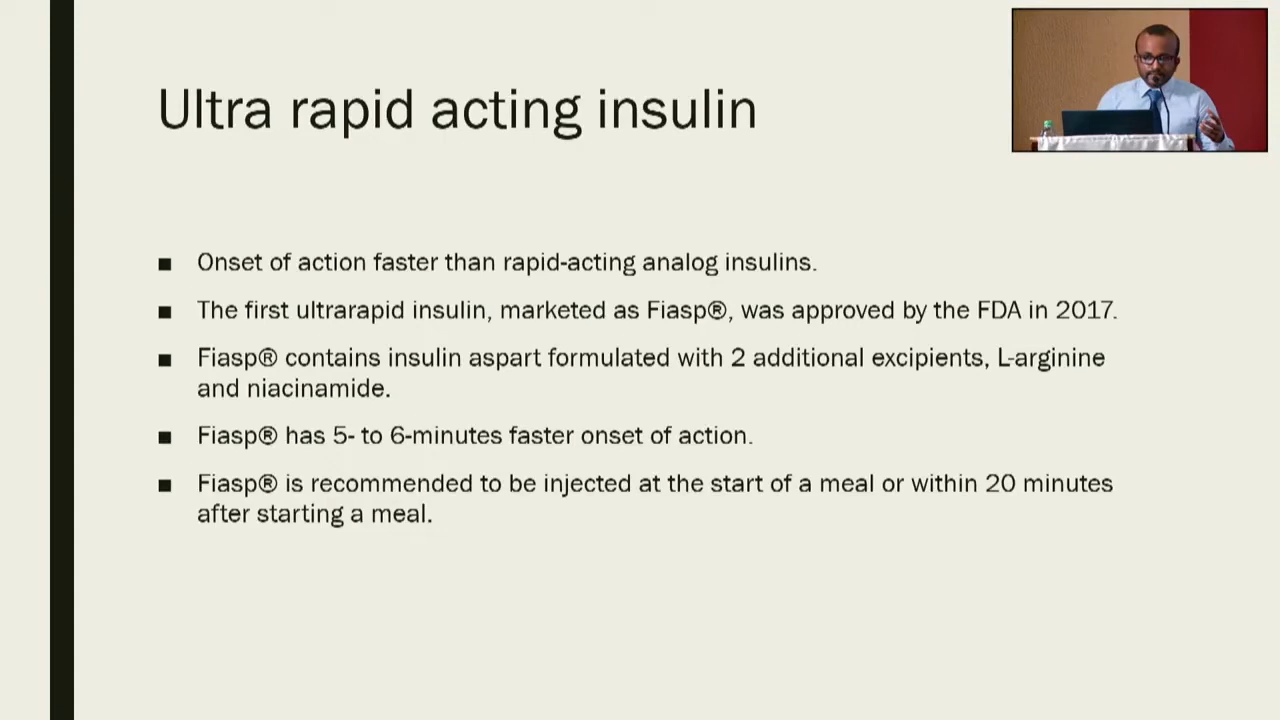 Ultra rapid acting insulin
■ Onset of action faster than rapid-acting analog insulins.
■ The first ultrarapid insulin, marketed as Fiasp®, was approved by the FDA in 2017.
■ Fiasp® contains insulin aspart formulated with 2 additional excipients, L-arginine
and niacinamide.
■ Fiasp® has 5- to 6-minutes faster onset of action.
■ Fiasp® is recommended to be injected at the start of a meal or within 20 minutes
after starting a meal.